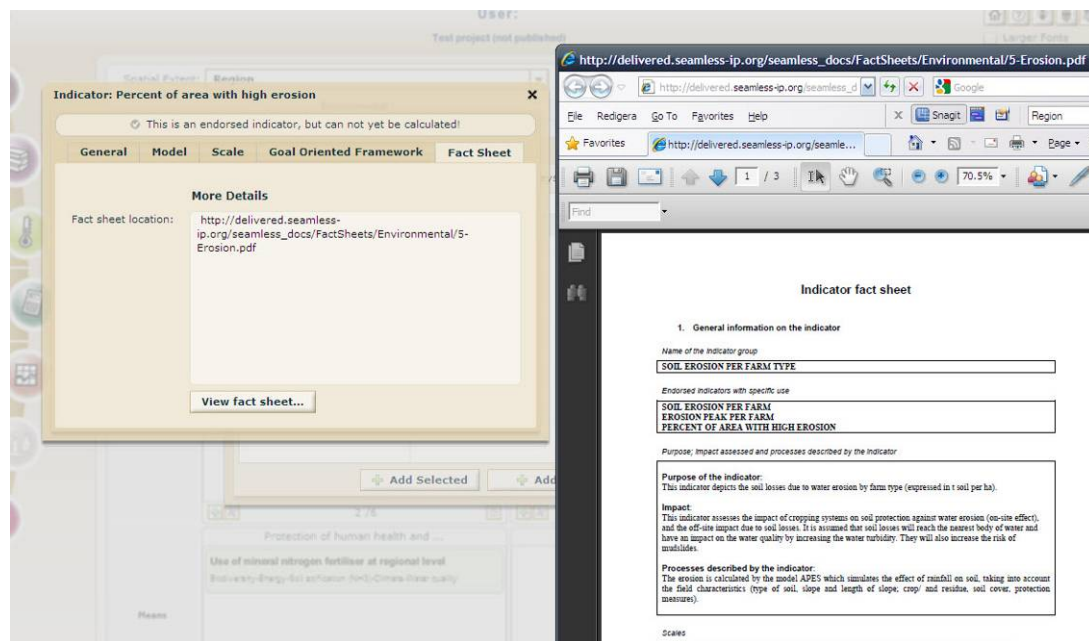 User:
Test project (not published)
Larger Fonts
Spatial Extent: Region
Indicator: Percent of area with high erosion
This is an endorsed indicator, but can not yet be calculated!
General Model Scale Goal Oriented Framework Fact Sheet
More Details
Fact sheet location: http://delivered.seamless-
ip.org/seamless_docs/FactSheets/Environmental/5-
Erosion.pdf
View fact sheet...
Add Selected Add
2 /6
Protection of human health and ...
Use of mineral nitrogen fertiliser at regional level
Means
http://delivered.seamless-ip.org/seamless_docs/FactSheets/Environmental/5-Erosion.pdf
http://delivered.seamless-ip.org/seamless_d Google
File Redigera Go To Favorites Help x Snagit Region
Favorites http://delivered.seamless-ip.org/seamle... Page
1 / 3 70.5%
Find
Indicator fact sheet
1. General information on the indicator
Name of the indicator group
SOIL EROSION PER FARM TYPE
Endorsed indicators with specific use
SOIL EROSION PER FARM
EROSION PEAK PER FARM
PERCENT OF AREA WITH HIGH EROSION
Purpose; Impact assessed and processes described by the indicator
Purpose of the indicator:
This indicator depicts the soil losses due to water erosion by farm type (expressed in t soil per ha).
Impact:
This indicator assesses the impact of cropping systems on soil protection against water erosion (on-site effect),
and the off-site impact due to soil losses. It is assumed that soil losses will reach the nearest body of water and
have an impact on the water quality by increasing the water turbidity. They will also increase the risk of
mudslides.
Processes described by the indicator:
The erosion is calculated by the model APES which simulates the effect of rainfall on soil, taking into account
the field characteristics (type of soil, slope and length of slope; crop/ and residue, soil cover, protection
measures).
Scales